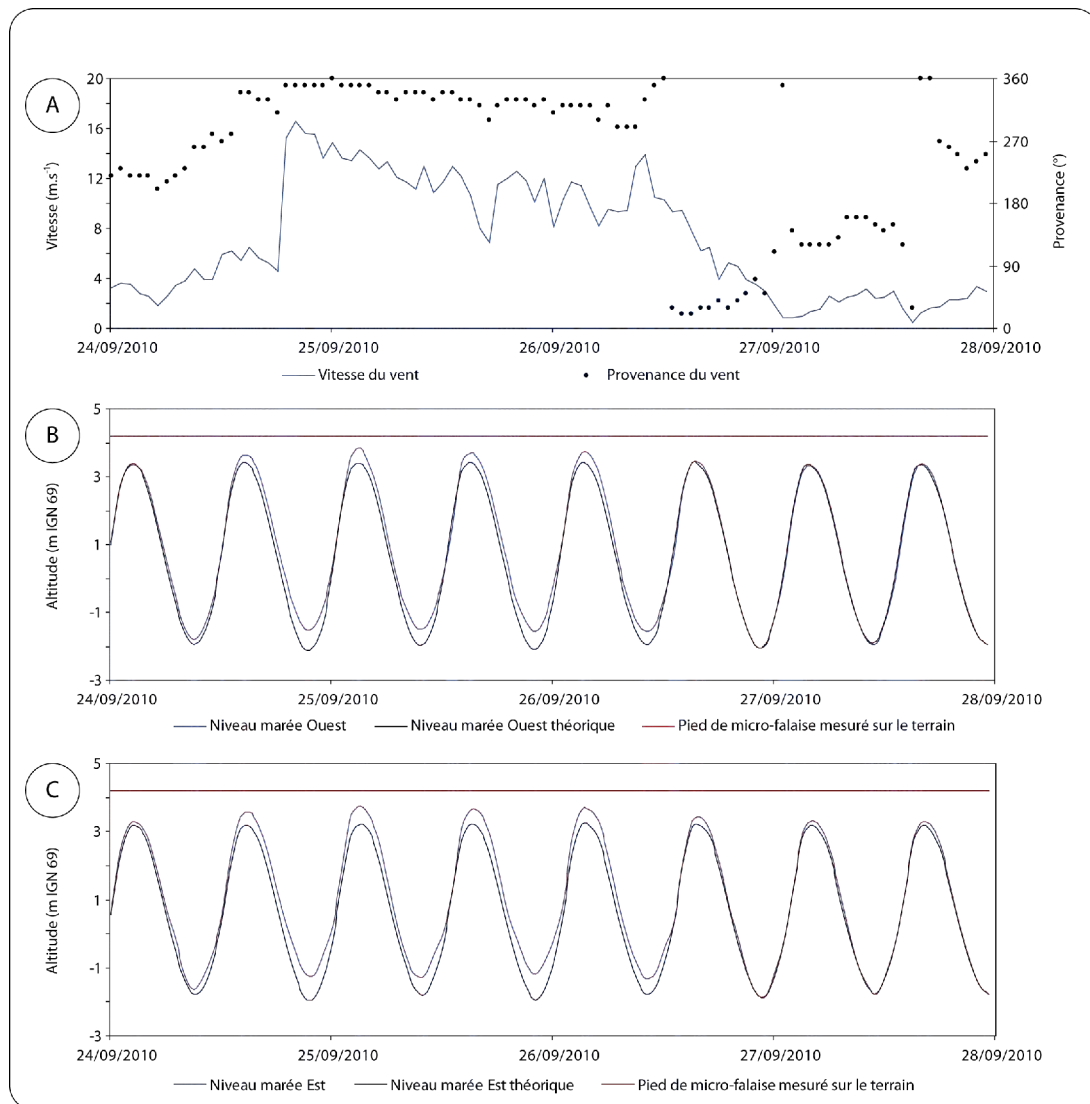 A
Vitesse (m.s⁻¹)
20
16
12
8
4
0
360
270
180
90
0
Provenance (°)
24/09/2010 25/09/2010 26/09/2010 27/09/2010 28/09/2010
Vitesse du vent Provenance du vent
B
Altitude (m IGN 69)
5
3
1
-1
-3
24/09/2010 25/09/2010 26/09/2010 27/09/2010 28/09/2010
Niveau marée Ouest Niveau marée Ouest théorique Pied de micro-falaise mesuré sur le terrain
C
Altitude (m IGN 69)
5
3
1
-1
-3
24/09/2010 25/09/2010 26/09/2010 27/09/2010 28/09/2010
Niveau marée Est Niveau marée Est théorique Pied de micro-falaise mesuré sur le terrain